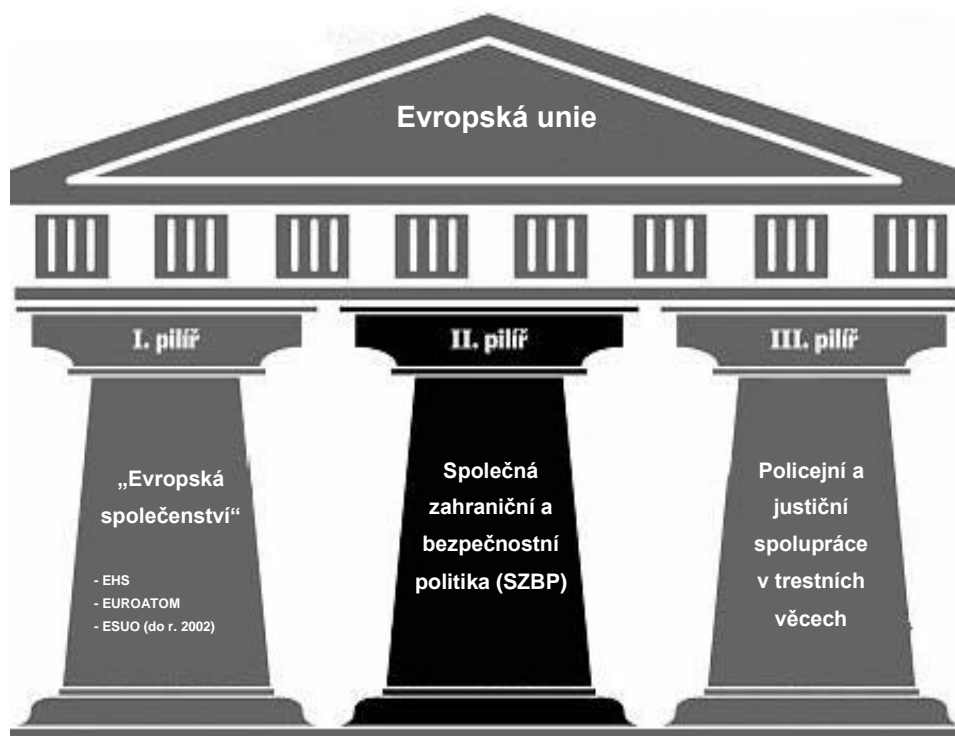 Evropská unie
I. pilíř
II. pilíř
III. pilíř
„Evropská
společenství“
- EHS
- EUROATOM
- ESUO (do r. 2002)
Společná
zahraniční a
bezpečnostní
politika (SZBP)
Policejní a
justiční
spolupráce
v trestních
věcech